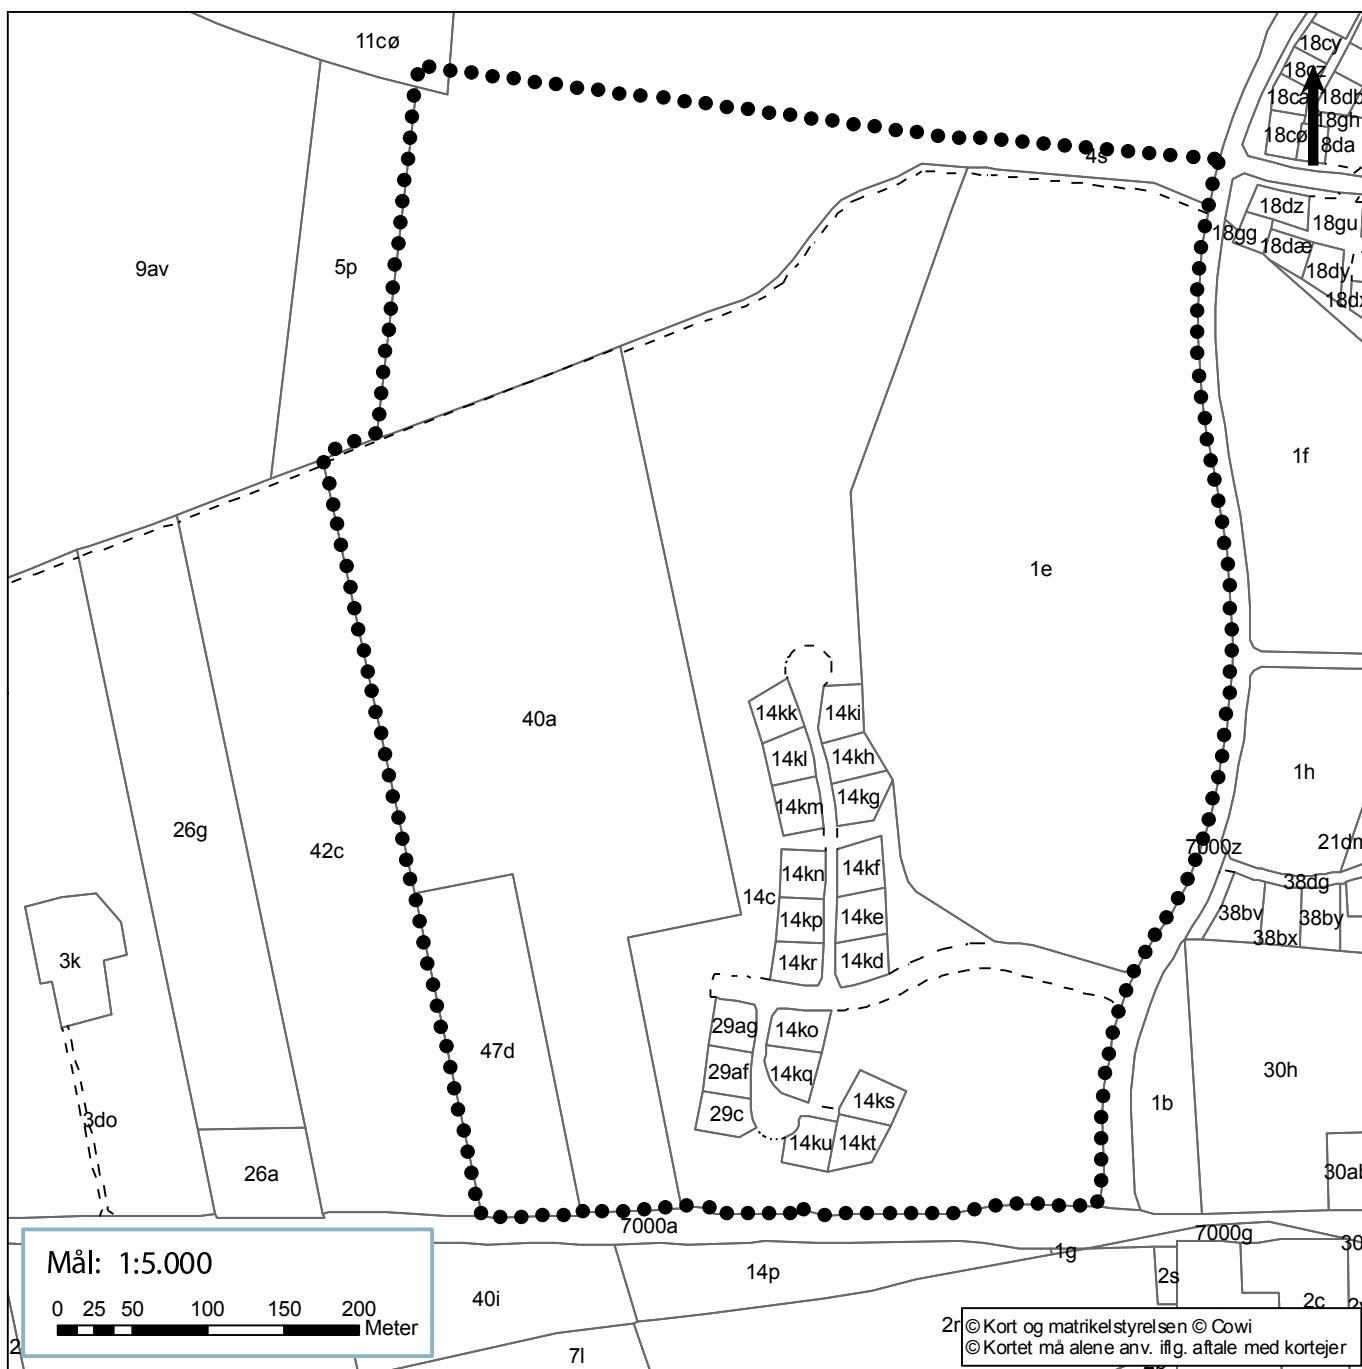 11cø
18cy
18cz
18ca
18db
18gh
18cø
8da
4s
18dz
18gu
18gg
18dæ
18dy
18dx
9av
5p
1f
1e
40a
14kk
14ki
14kl
14kh
14km
14kg
1h
26g
42c
7000z
21dm
14kn
14kf
38dg
14c
14kp
14ke
38bv
38by
38bx
3k
14kr
14kd
29ag
14ko
47d
29af
14kq
30h
14ks
1b
29c
3do
14ku
14kt
26a
30ab
7000a
7000g
1g
30
Mål: 1:5.000
14p
2s
40i
2c
0 25 50 100 150 200
Meter
2
2r
© Kort og matrikelstyrelsen © Cowi
© Kortet må alene anv. iflg. aftale med kortejer
7l